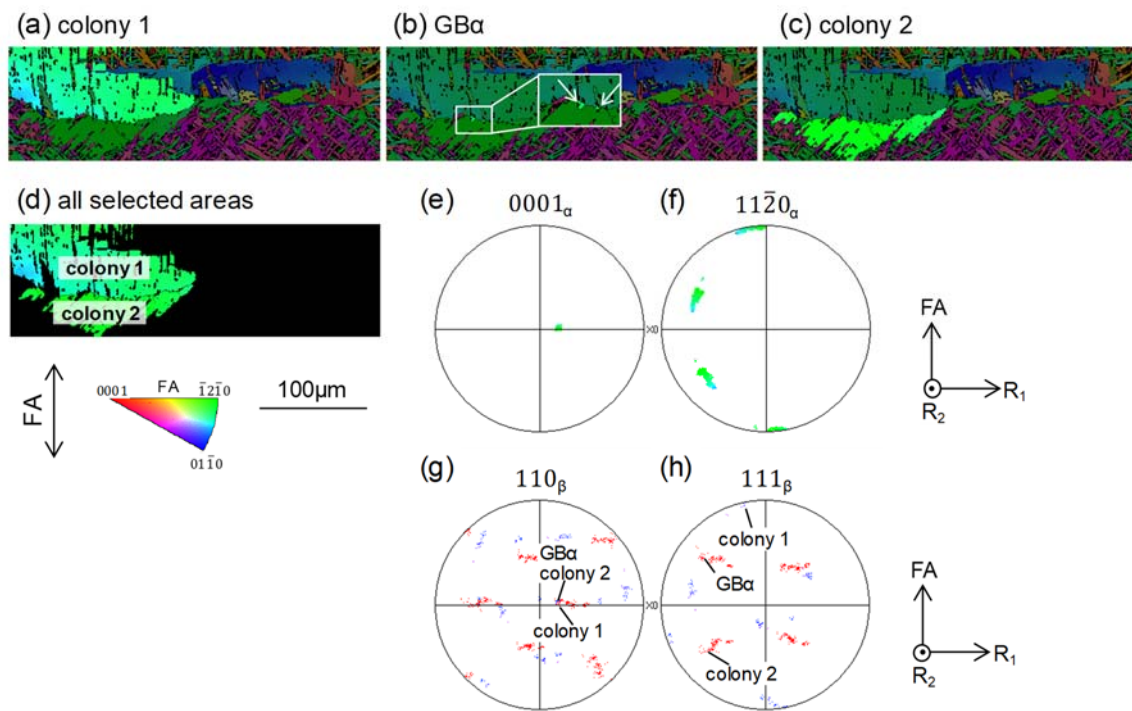 (a) colony 1
(b) GBα
(c) colony 2
(d) all selected areas
colony 1
colony 2
FA
0001
FA
1̅21̅0
011̅0
100μm
(e)
0001α
(f)
112̅0α
X0
FA
R₂
R₁
(g)
110β
(h)
111β
GBα
colony 2
colony 1
colony 1
GBα
colony 2
X0
FA
R₂
R₁